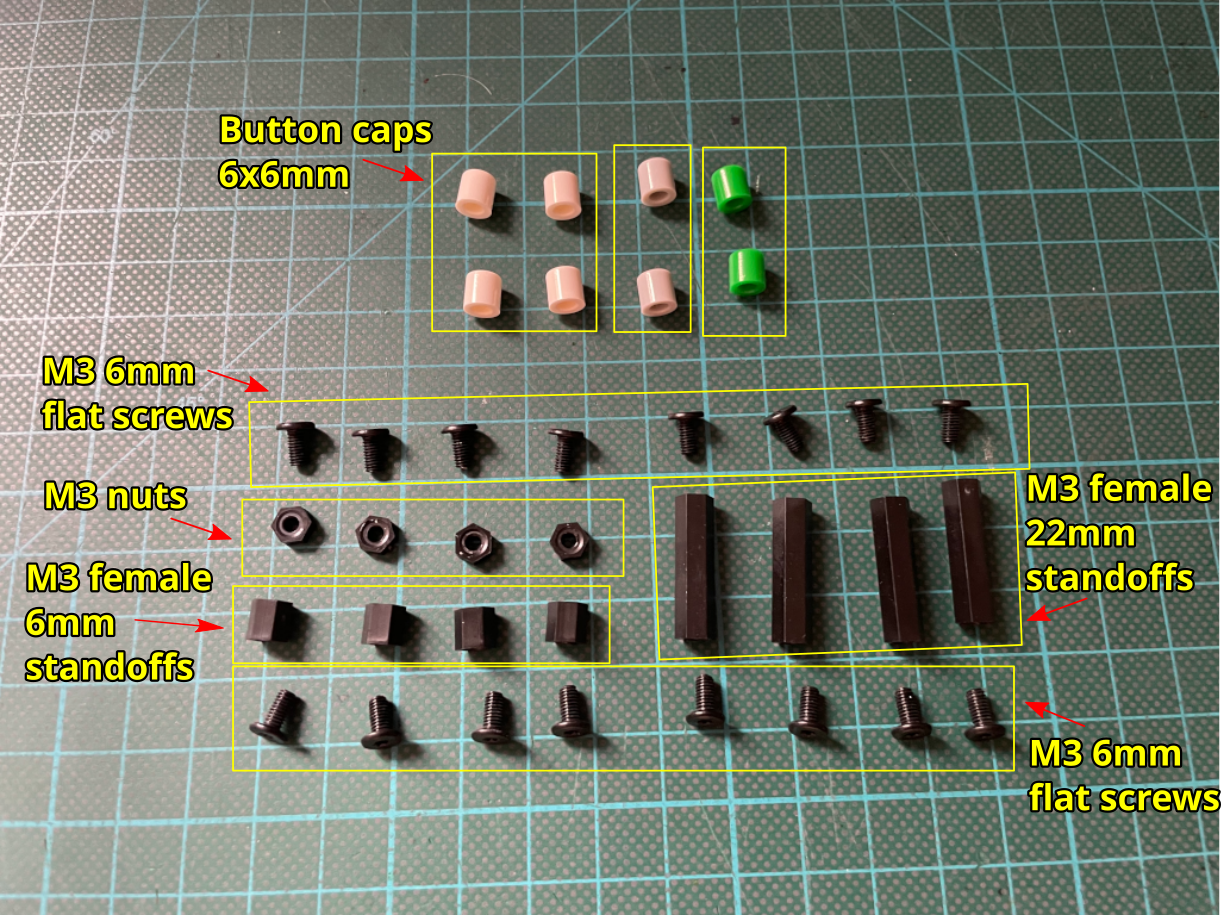 Button caps
6x6mm
M3 6mm
flat screws
M3 nuts
M3 female
22mm
standoffs
M3 female
6mm
standoffs
M3 6mm
flat screws